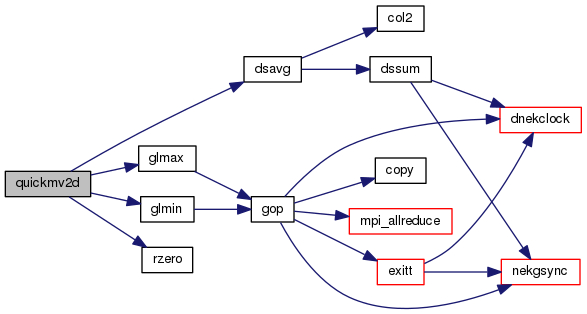 quickmv2d
dsavg
glmax
glmin
rzero
col2
dssum
gop
copy
mpi_allreduce
exitt
dnekclock
nekgsync